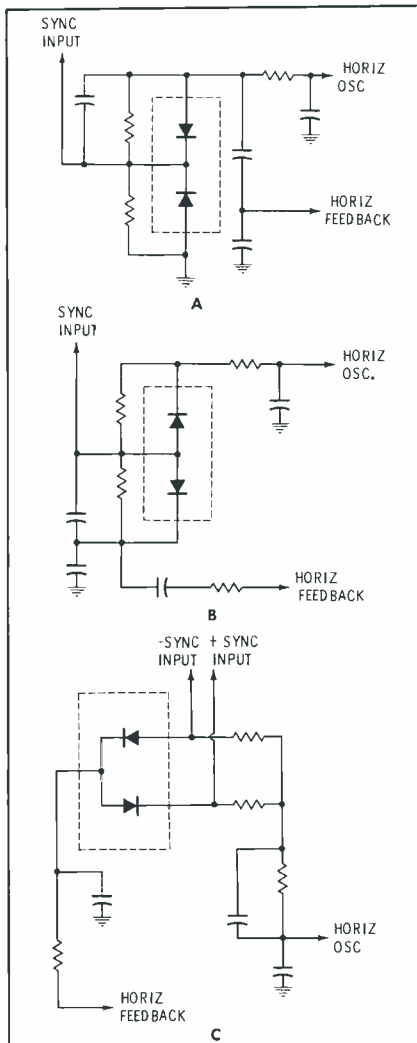 SYNC
INPUT
HORIZ
OSC
HORIZ
FEEDBACK
A
SYNC
INPUT
HORIZ
OSC.
HORIZ
FEEDBACK
B
-SYNC + SYNC
INPUT INPUT
HORIZ
OSC
HORIZ
FEEDBACK
C